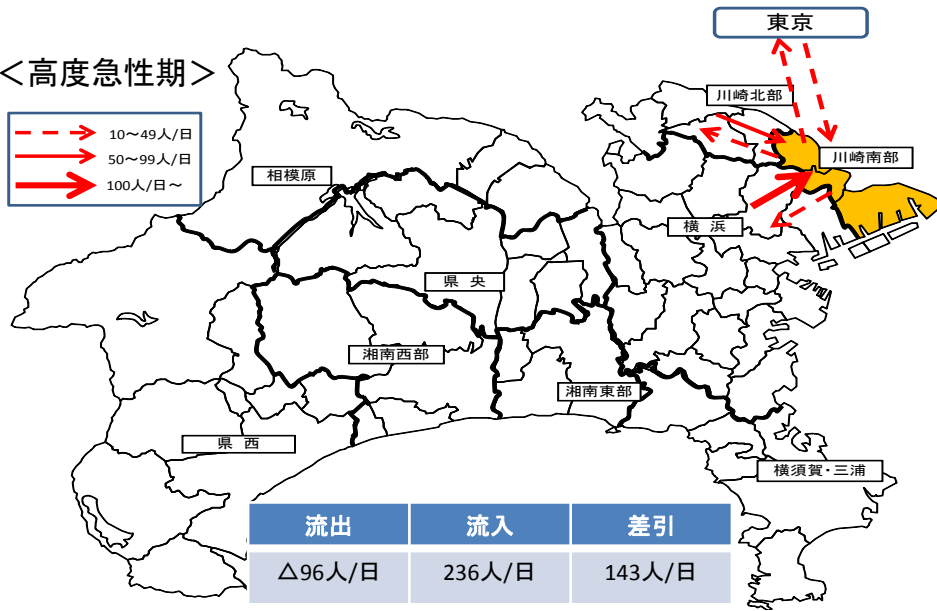 東京
＜高度急性期＞
10～49人/日
50～99人/日
100人/日～
川崎北部
川崎南部
相模原
横 浜
県 央
湘南西部
湘南東部
県 西
横須賀・三浦
流出 流入 差引
△96人/日 236人/日 143人/日